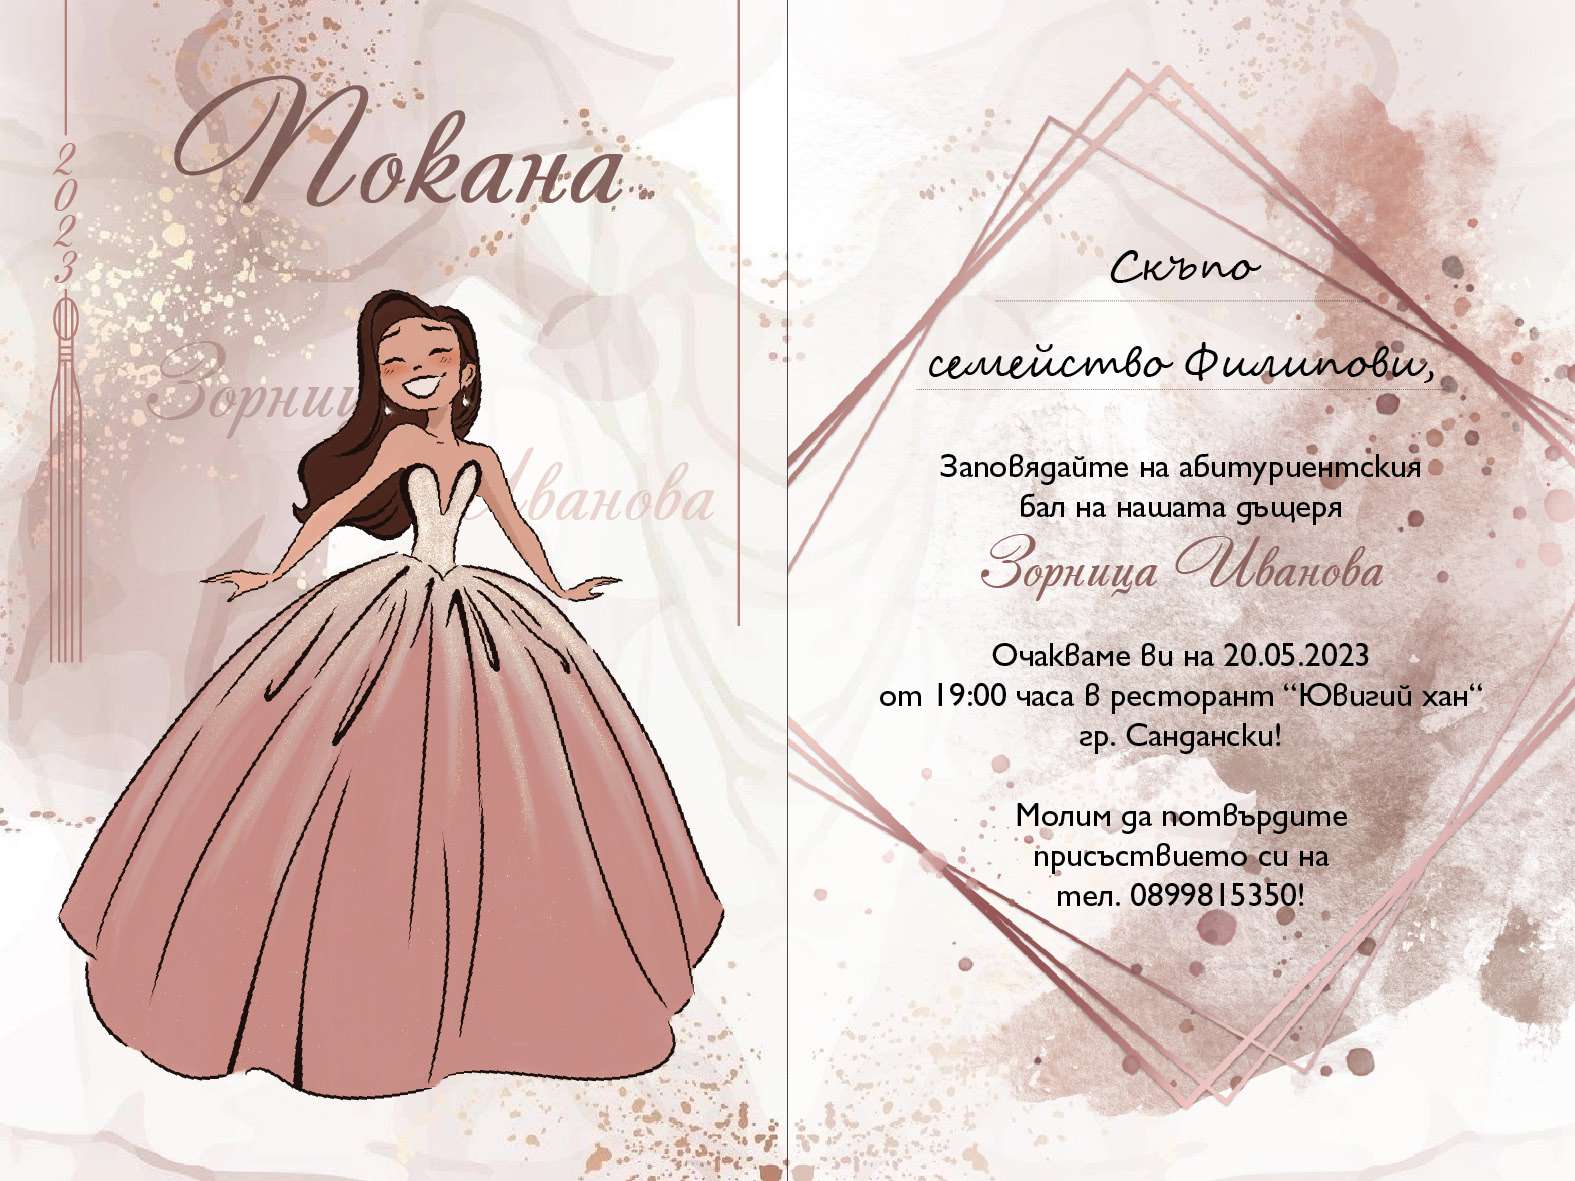 Покана
2023
Зорница
Иванова
Скъпо
семейство Филипови,
Заповядайте на абитуриентския
бал на нашата дъщеря
Зорница Иванова
Очакваме ви на 20.05.2023
от 19:00 часа в ресторант “Ювигий хан“
гр. Сандански!
Молим да потвърдите
присъствието си на
тел. 0899815350!